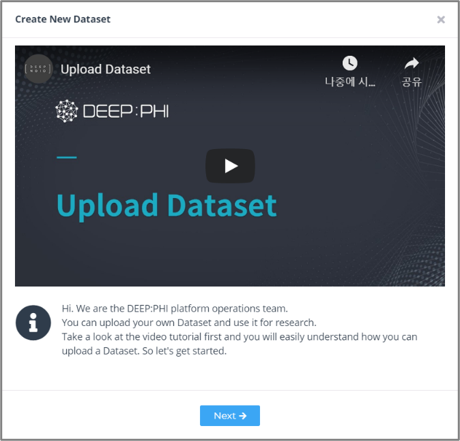 Create New Dataset
×
Upload Dataset
나중에 시...
공유
DEEP:PHI
Upload Dataset
Hi. We are the DEEP:PHI platform operations team.
You can upload your own Dataset and use it for research.
Take a look at the video tutorial first and you will easily understand how you can
upload a Dataset. So let's get started.
Next →